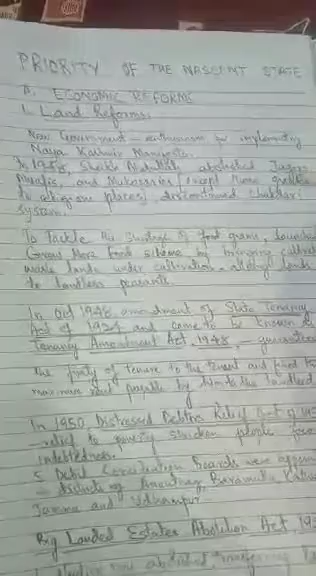 PRIORITY OF THE NASCENT STATE
A. ECONOMIC REFORMS
1. Land Reforms.
New Government - enthusiasm for implementing
Naya Kashmir Manifesto.
In 1948, Sheikh Abdullah abolished Jagirs
Muafis, and Mukararies (except those granted
to religious places, discontinued chakdari
system.
To Tackle the shortage of food grains, launched
Grow More Food scheme by bringing
waste lands under cultivation - lands
to landless peasants.
In Oct 1948 amendment of State Tenancy
Act of 1924 and came to be known as
Tenancy Amendment Act, 1948 - guaranteed
the fixity of tenure to the tenant and fixed the
maximum rent payable by him to the landlord
In 1950, Distressed Debtors Relief Act
- relief to poverty stricken people from
indebtedness.
5 Debt Conciliation Boards were
- districts of Anantnag, Baramulla,
Jammu and Udhampur.
Big Landed Estates Abolition Act,
abolished, transferring